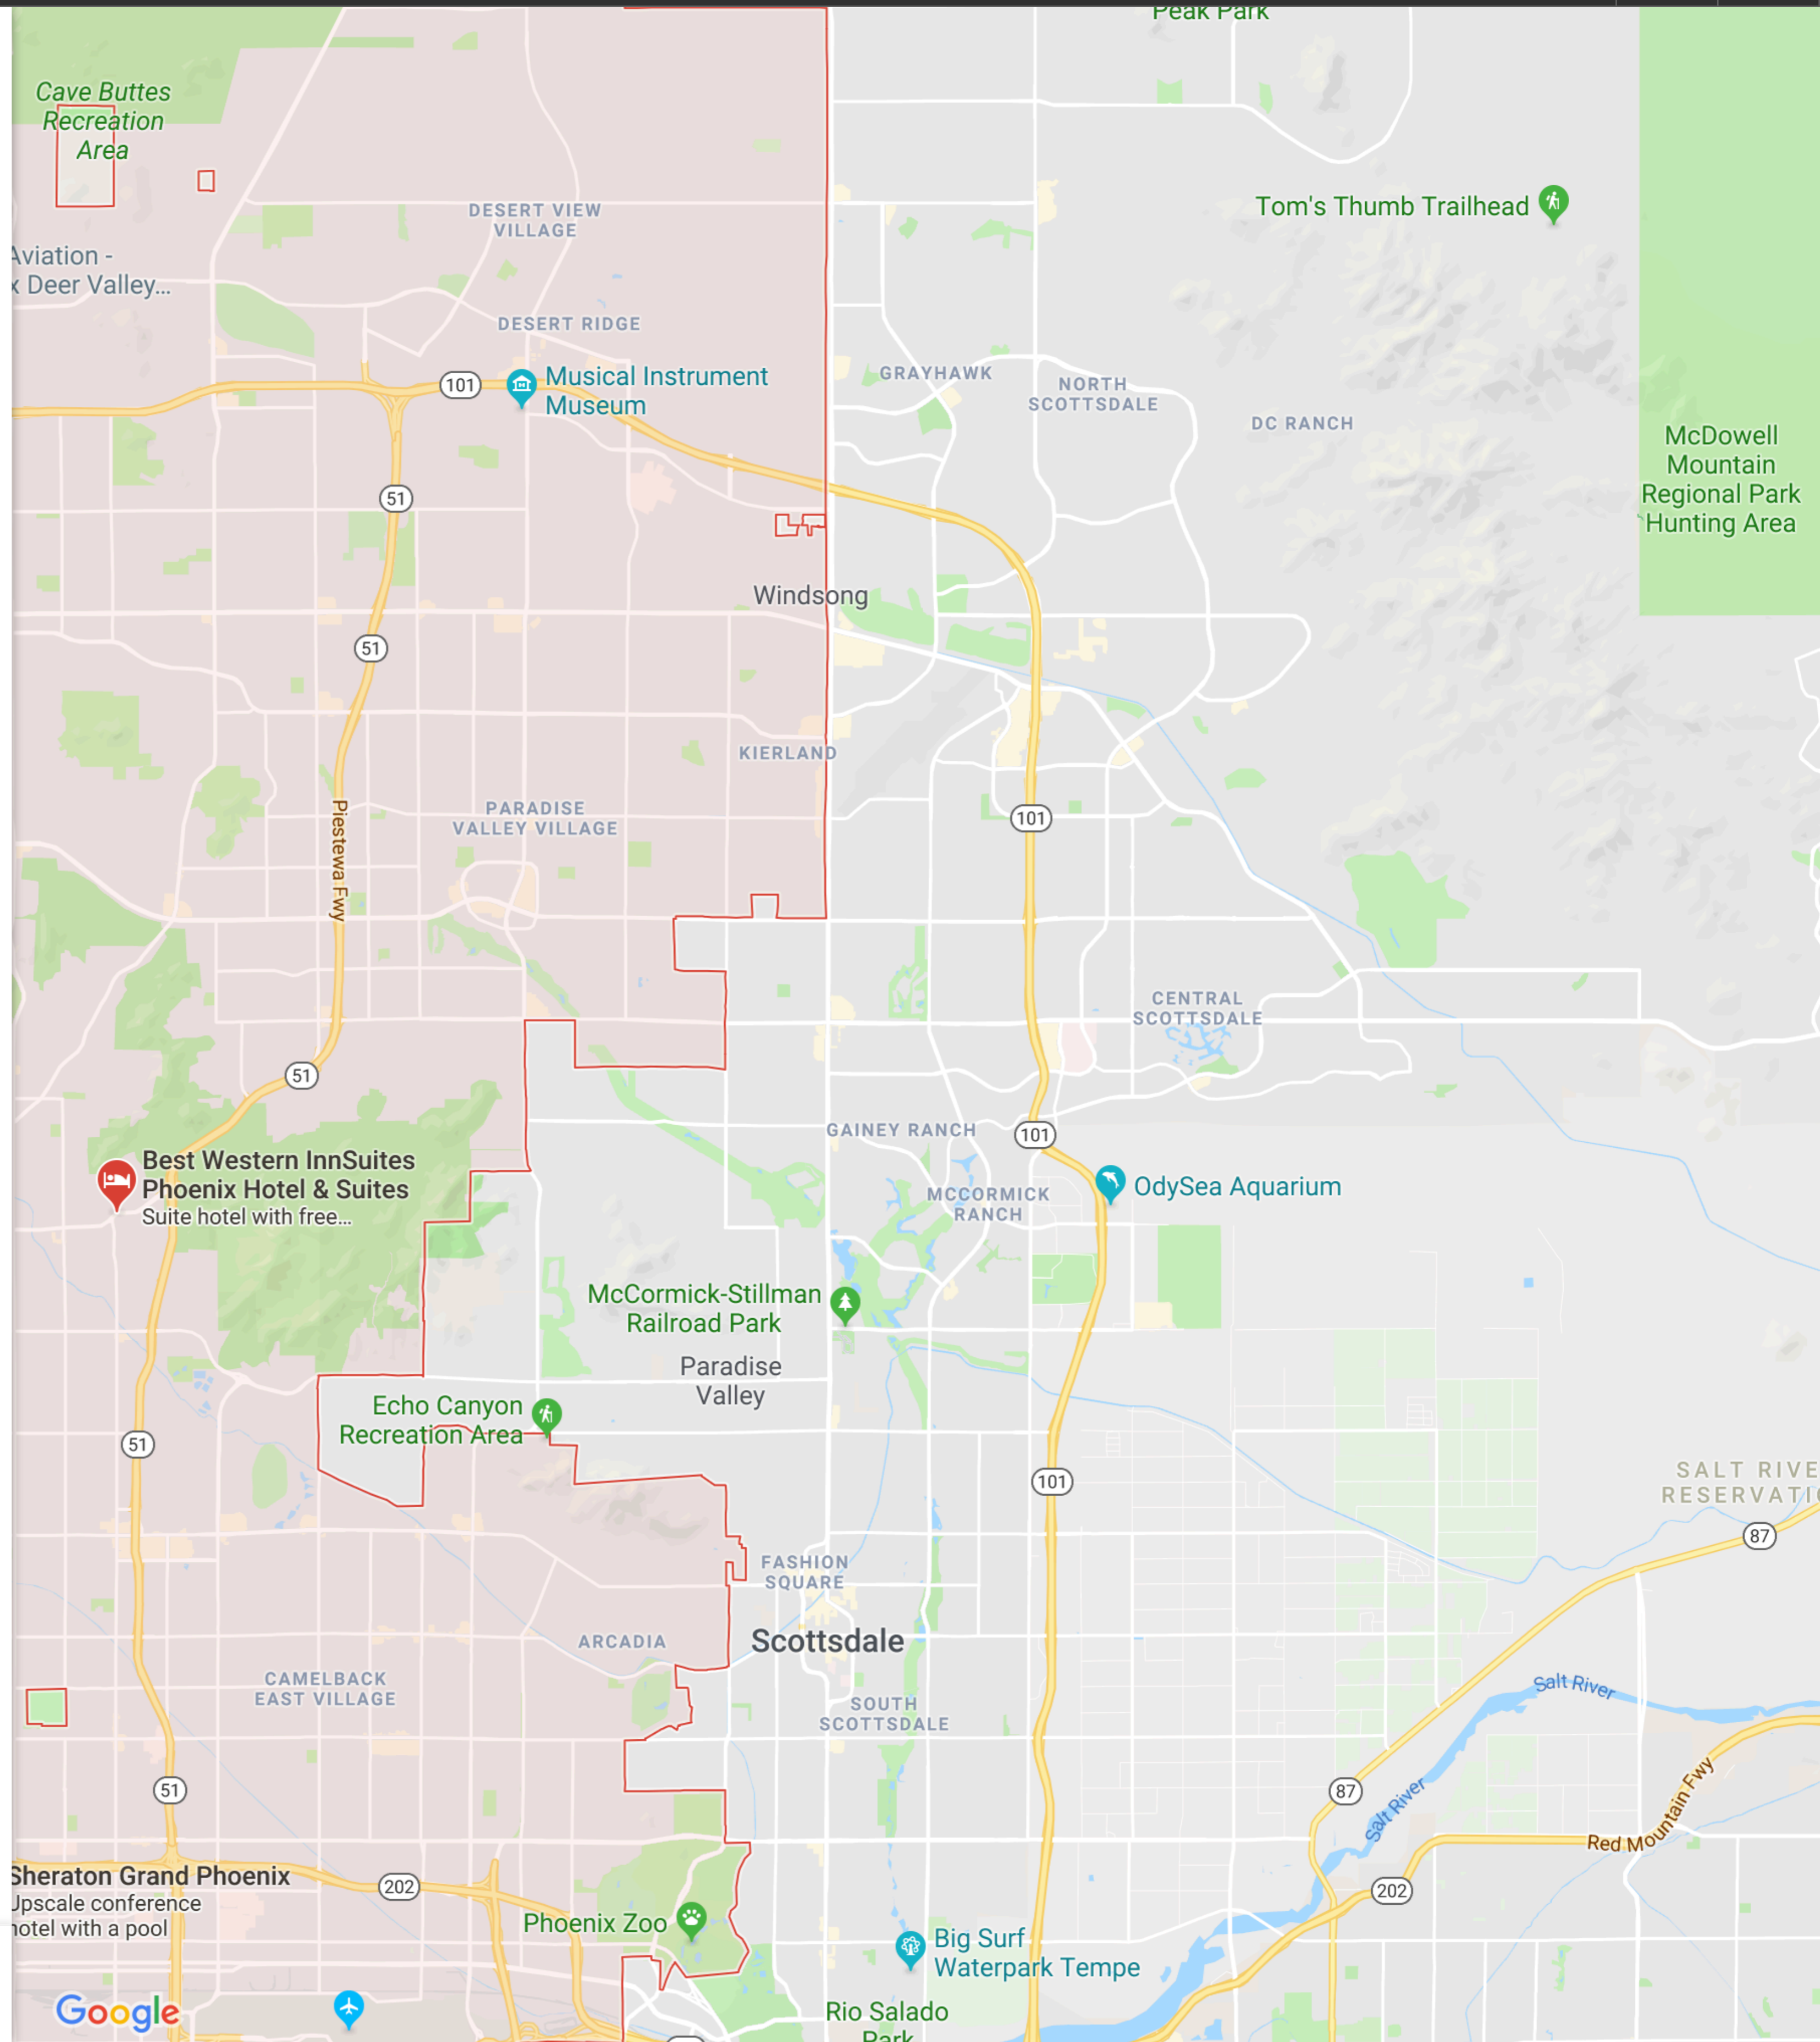 Peak Park
Cave Buttes
Recreation
Area
Tom's Thumb Trailhead
DESERT VIEW
VILLAGE
Aviation -
x Deer Valley...
DESERT RIDGE
101
Musical Instrument
Museum
GRAYHAWK
NORTH
SCOTTSDALE
DC RANCH
McDowell
Mountain
Regional Park
Hunting Area
51
Windsong
51
KIERLAND
PARADISE
VALLEY VILLAGE
101
Piestewa Fwy
CENTRAL
SCOTTSDALE
51
GAINEY RANCH
101
Best Western InnSuites
Phoenix Hotel & Suites
Suite hotel with free...
MCCORMICK
RANCH
OdySea Aquarium
McCormick-Stillman
Railroad Park
Paradise
Valley
Echo Canyon
Recreation Area
51
101
SALT RIVE
RESERVATI
87
FASHION
SQUARE
Scottsdale
ARCADIA
CAMELBACK
EAST VILLAGE
SOUTH
SCOTTSDALE
Salt River
51
87
Salt River
Red Mountain Fwy
Sheraton Grand Phoenix
Upscale conference
hotel with a pool
202
202
Phoenix Zoo
Big Surf
Waterpark Tempe
Google
Rio Salado
Park